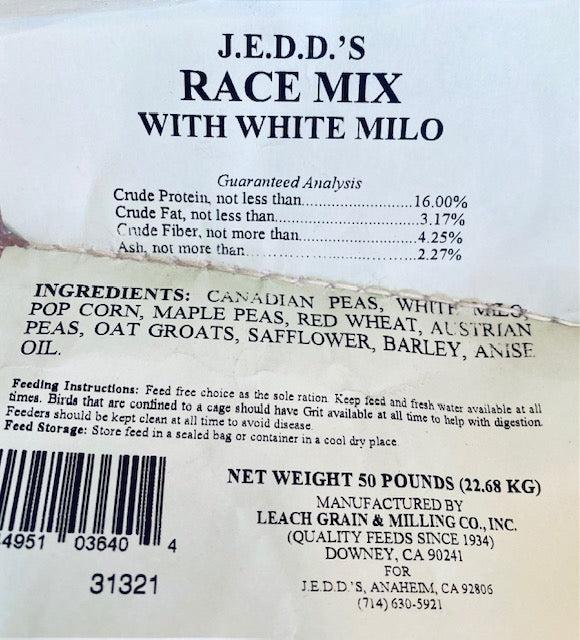 J.E.D.D.'S
RACE MIX
WITH WHITE MILO
Guaranteed Analysis
Crude Protein, not less than..............................16.00%
Crude Fat, not less than......................................3.17%
Crude Fiber, not more than................................4.25%
Ash, not more than..............................................2.27%
INGREDIENTS: CANADIAN PEAS, WHITE MILO,
POP CORN, MAPLE PEAS, RED WHEAT, AUSTRIAN
PEAS, OAT GROATS, SAFFLOWER, BARLEY, ANISE
OIL.
Feeding Instructions: Feed free choice as the sole ration. Keep feed and fresh water available at all
times. Birds that are confined to a cage should have Grit available at all time to help with digestion.
Feeders should be kept clean at all time to avoid disease.
Feed Storage: Store feed in a sealed bag or container in a cool dry place.
NET WEIGHT 50 POUNDS (22.68 KG)
MANUFACTURED BY
LEACH GRAIN & MILLING CO., INC.
(QUALITY FEEDS SINCE 1934)
DOWNEY, CA 90241
FOR
J.E.D.D.'S, ANAHEIM, CA 92806
(714) 630-5921
4951 03640 4
31321